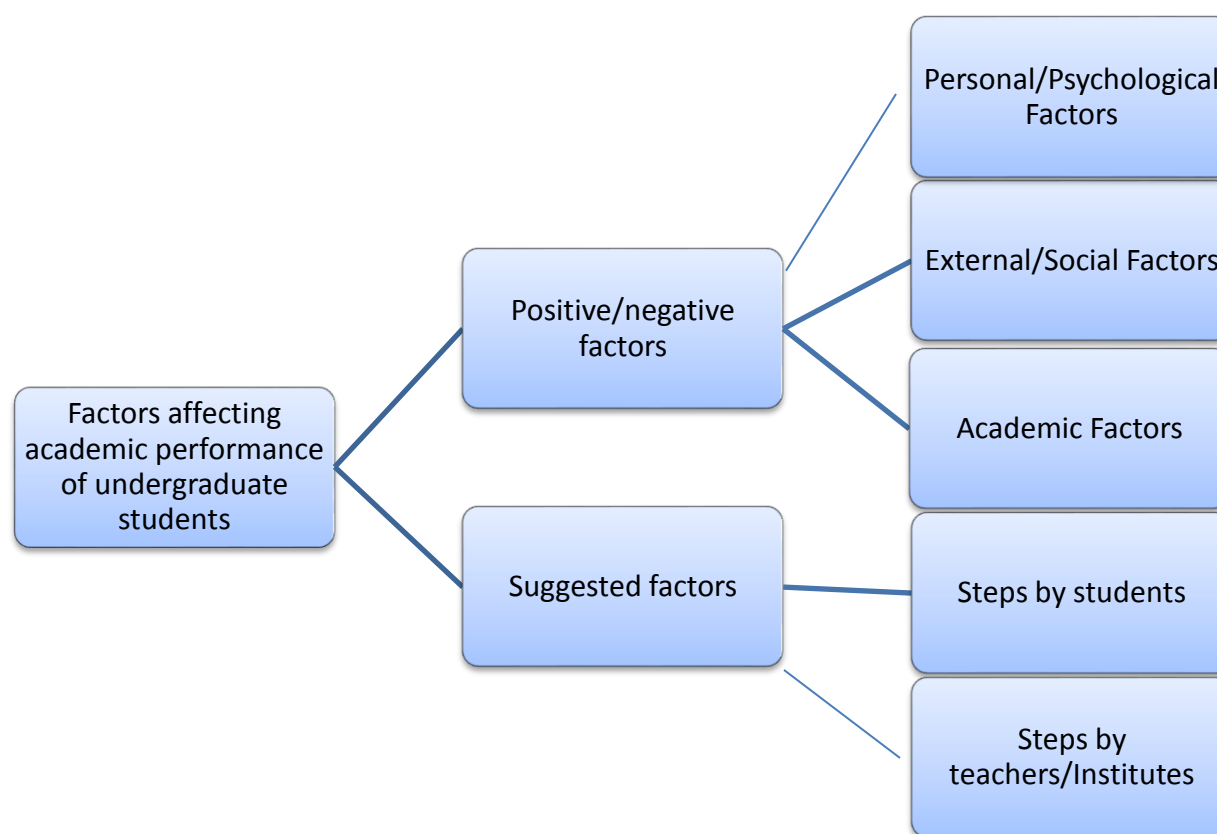 Personal/Psychological
Factors
External/Social Factors
Positive/negative
factors
Academic Factors
Factors affecting
academic performance
of undergraduate
students
Suggested factors
Steps by students
Steps by
teachers/Institutes